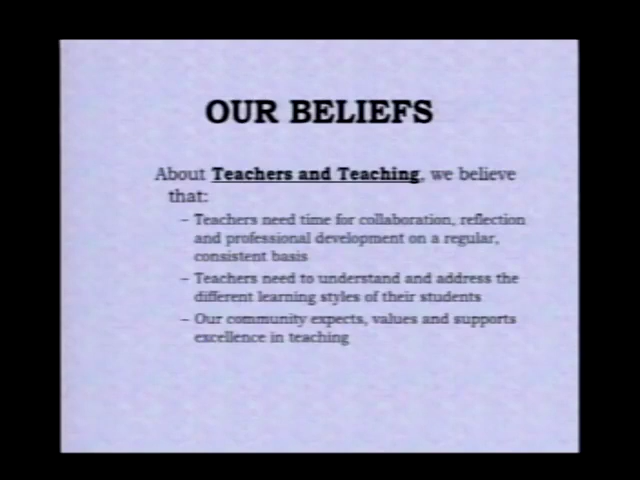 OUR BELIEFS
About Teachers and Teaching, we believe
that:
– Teachers need time for collaboration, reflection
and professional development on a regular,
consistent basis
– Teachers need to understand and address the
different learning styles of their students
– Our community expects, values and supports
excellence in teaching